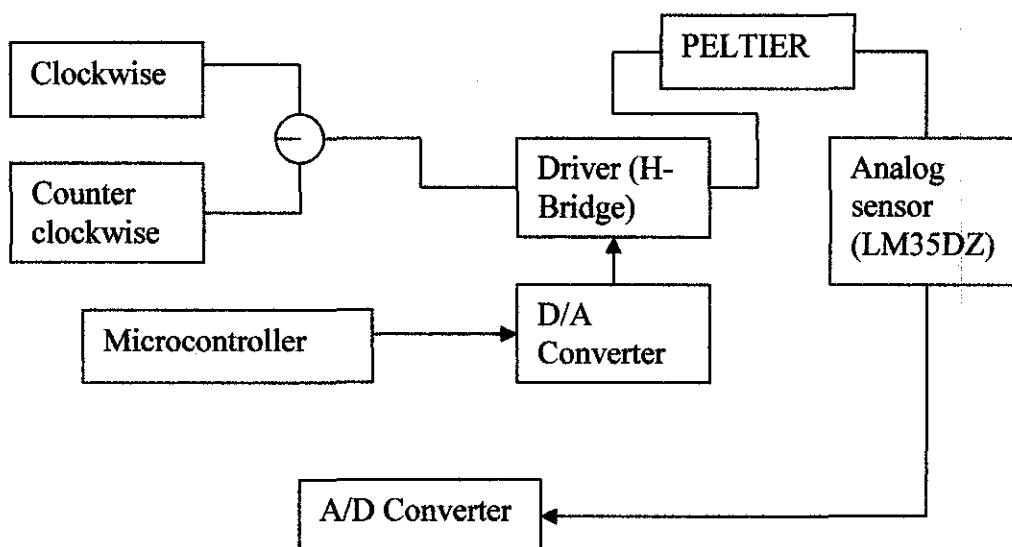 Clockwise
Counter
clockwise
PELTIER
Driver (H-
Bridge)
Analog
sensor
(LM35DZ)
Microcontroller
D/A
Converter
A/D Converter